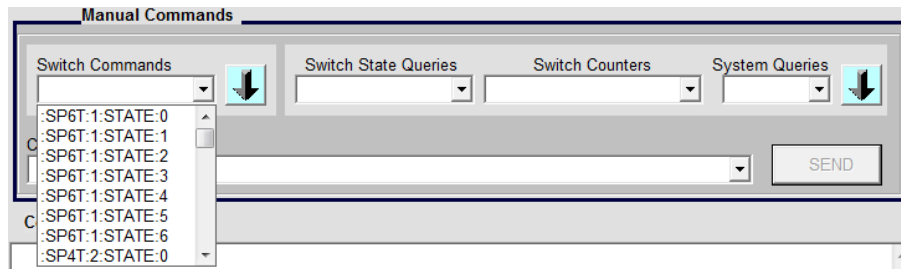 Manual Commands
Switch Commands
Switch State Queries
Switch Counters
System Queries
:SP6T:1:STATE:0
:SP6T:1:STATE:1
:SP6T:1:STATE:2
:SP6T:1:STATE:3
:SP6T:1:STATE:4
:SP6T:1:STATE:5
:SP6T:1:STATE:6
:SP4T:2:STATE:0
SEND